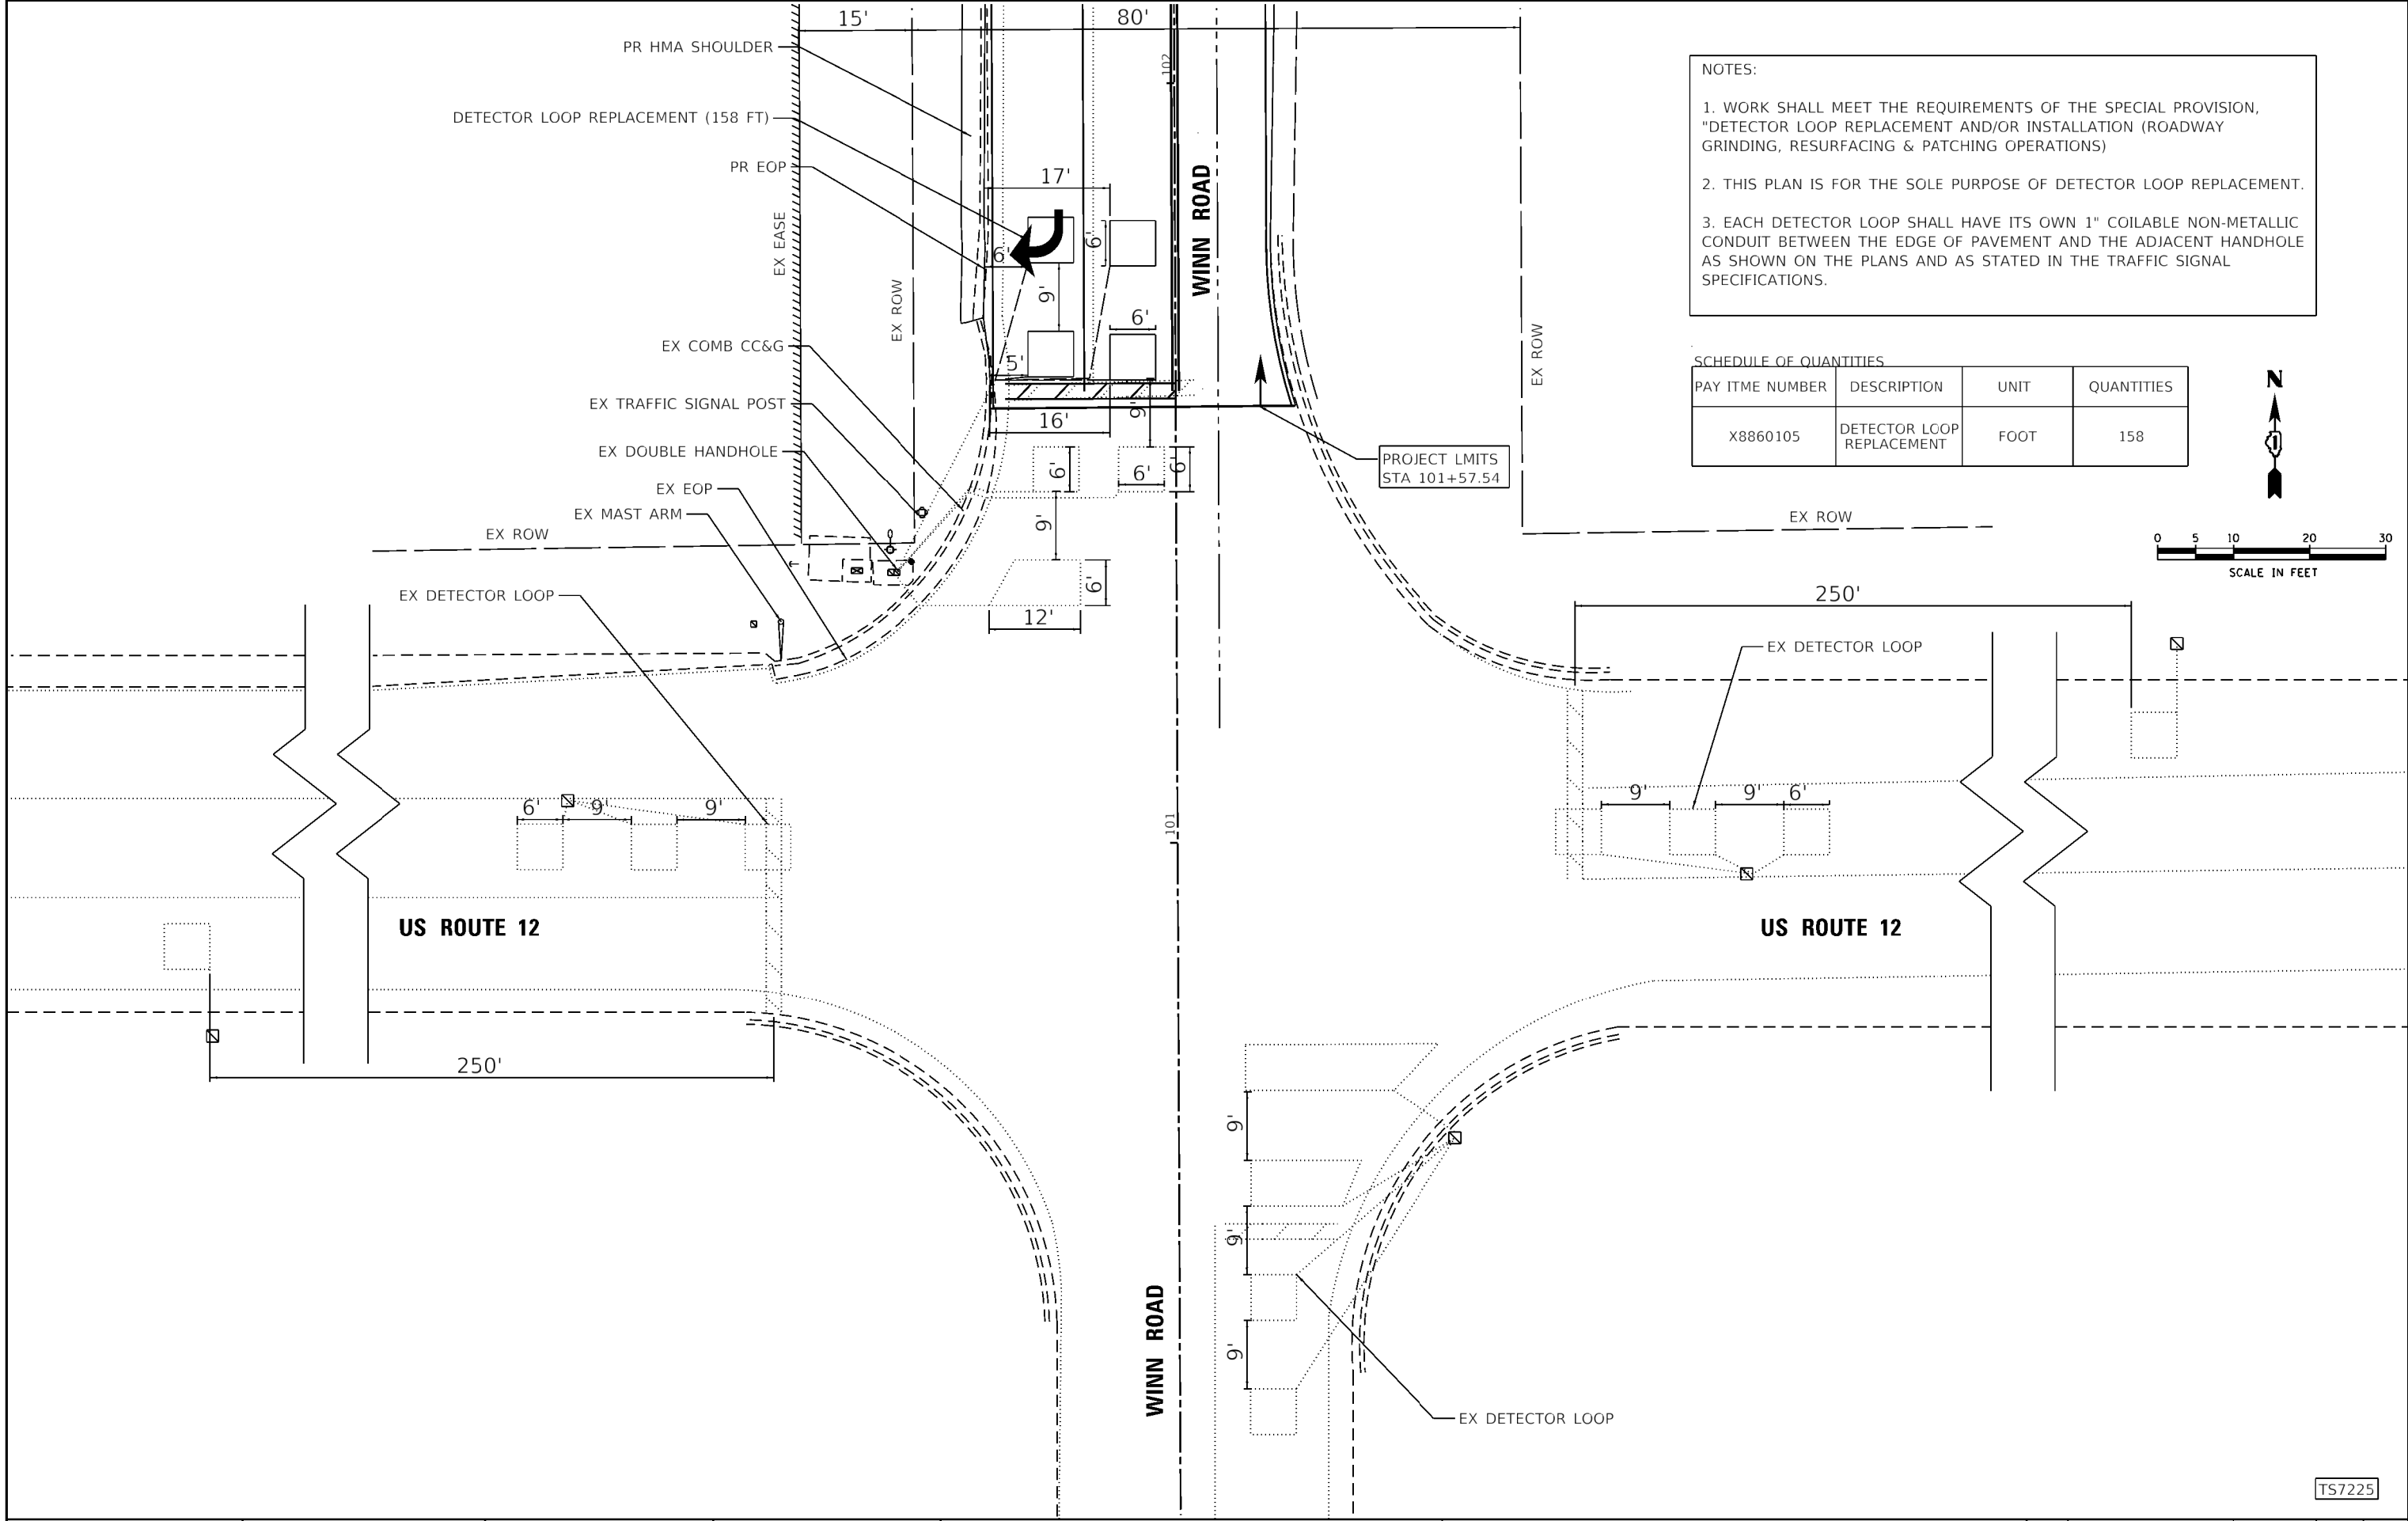 15'
80'
PR HMA SHOULDER
DETECTOR LOOP REPLACEMENT (158 FT)
PR EOP
EX EASE
EX ROW
EX COMB CC&G
EX TRAFFIC SIGNAL POST
EX DOUBLE HANDHOLE
EX EOP
EX MAST ARM
EX ROW
EX DETECTOR LOOP
102
WINN ROAD
17'
6'
6'
9'
6'
5'
16'
9'
6'
6'
6'
9'
6'
12'
EX ROW
PROJECT LMITS
STA 101+57.54
NOTES:
1. WORK SHALL MEET THE REQUIREMENTS OF THE SPECIAL PROVISION,
"DETECTOR LOOP REPLACEMENT AND/OR INSTALLATION (ROADWAY
GRINDING, RESURFACING & PATCHING OPERATIONS)
2. THIS PLAN IS FOR THE SOLE PURPOSE OF DETECTOR LOOP REPLACEMENT.
3. EACH DETECTOR LOOP SHALL HAVE ITS OWN 1" COILABLE NON-METALLIC
CONDUIT BETWEEN THE EDGE OF PAVEMENT AND THE ADJACENT HANDHOLE
AS SHOWN ON THE PLANS AND AS STATED IN THE TRAFFIC SIGNAL
SPECIFICATIONS.
SCHEDULE OF QUANTITIES
PAY ITME NUMBER DESCRIPTION UNIT QUANTITIES
X8860105 DETECTOR LOOP REPLACEMENT FOOT 158
N
EX ROW
0 5 10 20 30
SCALE IN FEET
250'
EX DETECTOR LOOP
6'
9'
9'
101
9'
9'
6'
US ROUTE 12
US ROUTE 12
250'
9'
9'
9'
WINN ROAD
EX DETECTOR LOOP
TS7225